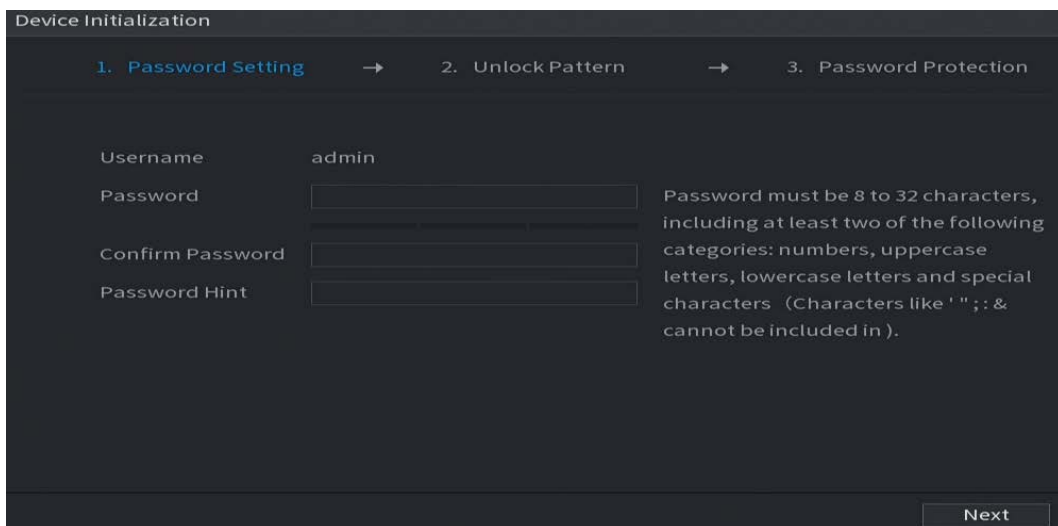 Device Initialization
1. Password Setting → 2. Unlock Pattern → 3. Password Protection
Username admin
Password
Confirm Password
Password Hint
Password must be 8 to 32 characters,
including at least two of the following
categories: numbers, uppercase
letters, lowercase letters and special
characters (Characters like ' " ; : &
cannot be included in ).
Next